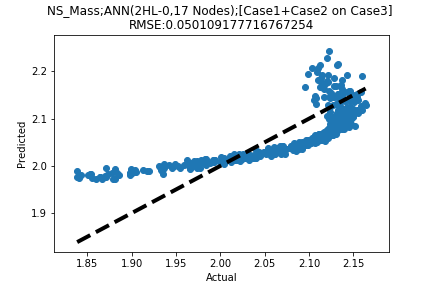 NS_Mass;ANN(2HL-0,17 Nodes);[Case1+Case2 on Case3]
RMSE:0.050109177716767254
2.2
2.1
2.0
1.9
Predicted
1.85
1.90
1.95
2.00
2.05
2.10
2.15
Actual